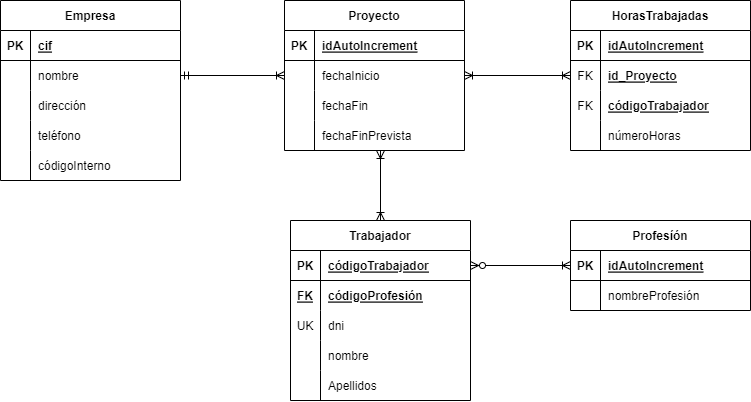 Empresa
PK cif
nombre
dirección
teléfono
códigoInterno
Proyecto
PK idAutoIncrement
fechaInicio
fechaFin
fechaFinPrevista
HorasTrabajadas
PK idAutoIncrement
FK id_Proyecto
FK códigoTrabajador
númeroHoras
Trabajador
PK códigoTrabajador
FK códigoProfesión
UK dni
nombre
Apellidos
Profesíón
PK idAutoIncrement
nombreProfesión